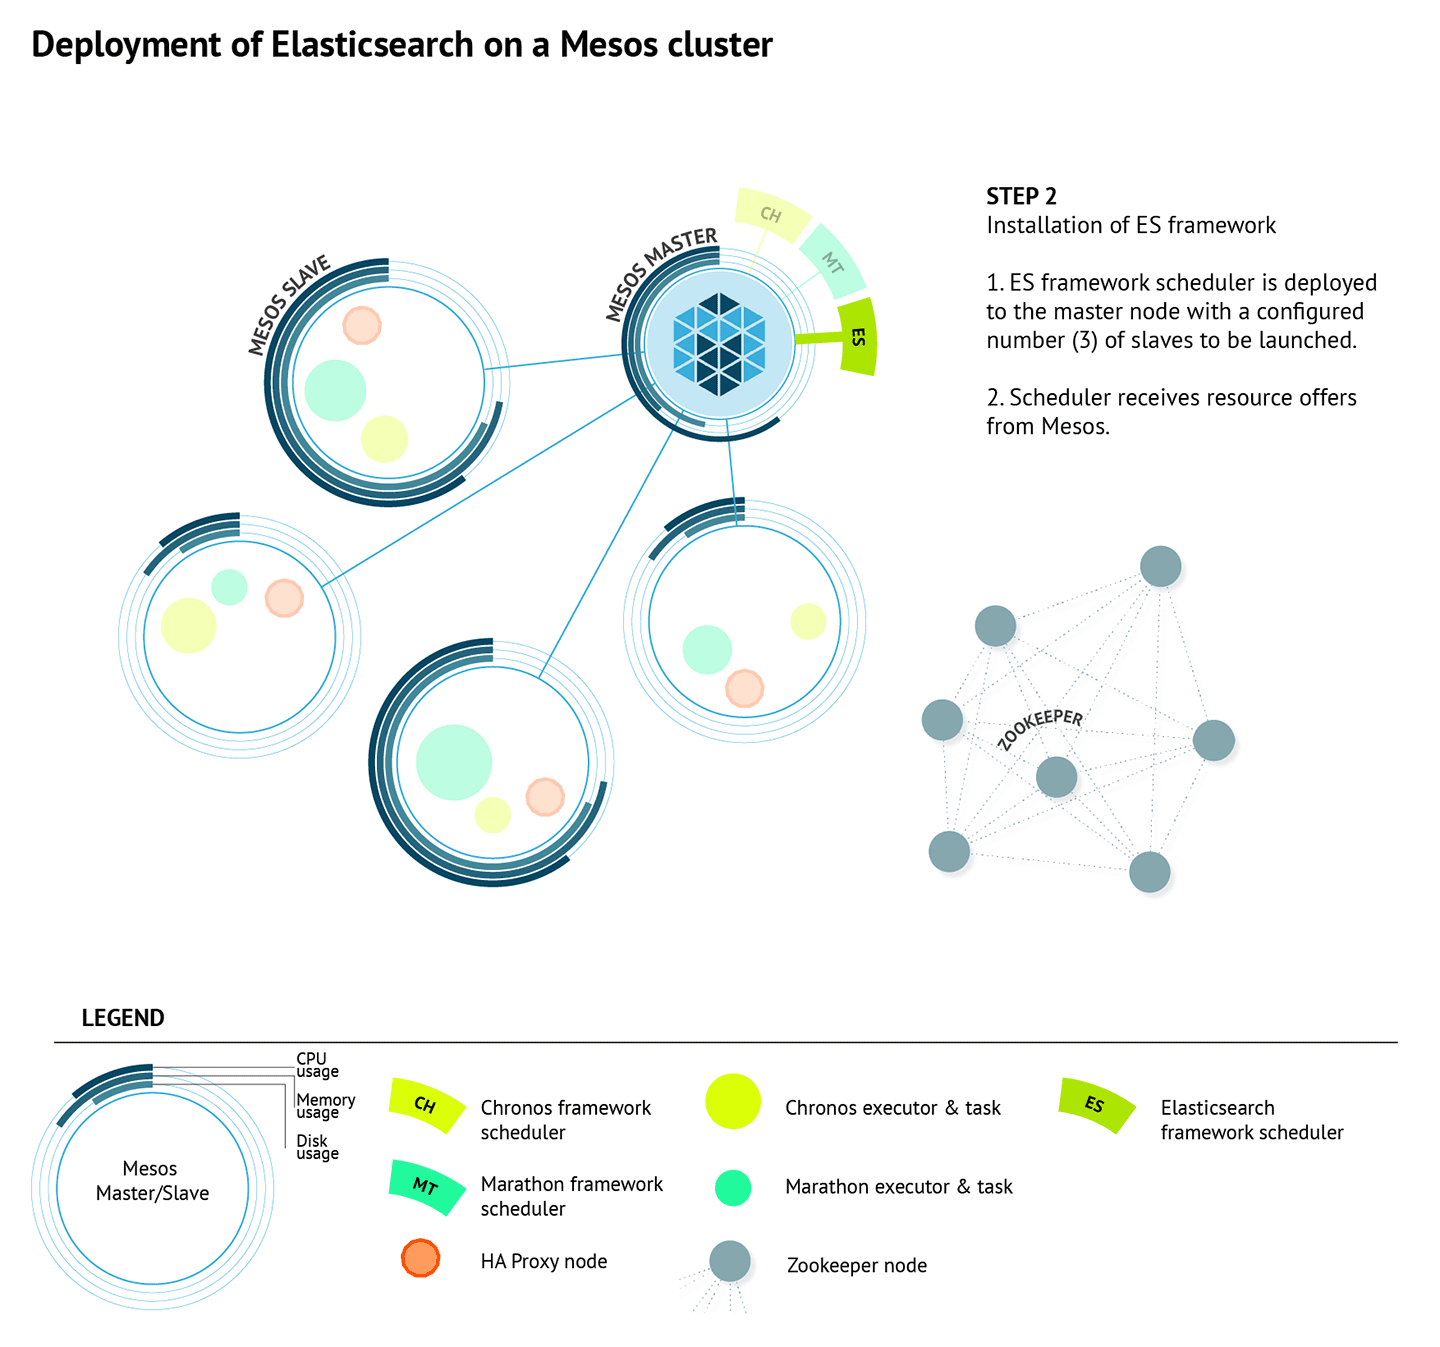 Deployment of Elasticsearch on a Mesos cluster
STEP 2
Installation of ES framework
1. ES framework scheduler is deployed
to the master node with a configured
number (3) of slaves to be launched.
2. Scheduler receives resource offers
from Mesos.
CH
MT
ES
MESOS MASTER
MESOS SLAVE
ZOOKEEPER
LEGEND
CPU
usage
Memory
usage
Disk
usage
Mesos
Master/Slave
CH
Chronos framework
scheduler
MT
Marathon framework
scheduler
HA Proxy node
Chronos executor & task
Marathon executor & task
Zookeeper node
ES
Elasticsearch
framework scheduler